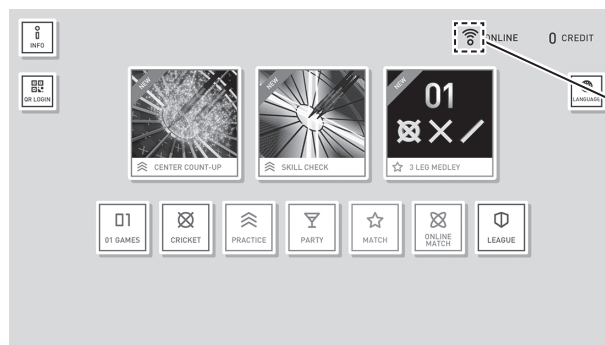 INFO
ONLINE
0 CREDIT
QR LOGIN
NEW
NEW
NEW
01
LANGUAGE
CENTER COUNT-UP
SKILL CHECK
3 LEG MEDLEY
01
01 GAMES
CRICKET
PRACTICE
PARTY
MATCH
ONLINE
MATCH
LEAGUE